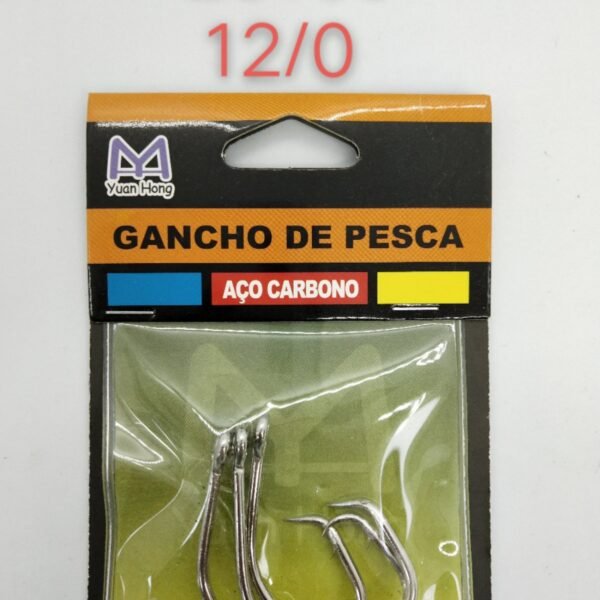 12/0
Yuan Hong
GANCHO DE PESCA
AÇO CARBONO